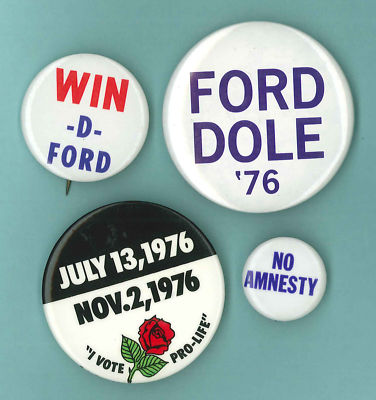 WIN
-D-
FORD
FORD
DOLE
'76
JULY 13,1976
NOV.2,1976
"I VOTE PRO-LIFE"
NO
AMNESTY